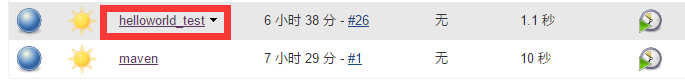 helloworld_test 6 小时 38 分 - #26 无 1.1 秒
maven 7 小时 29 分 - #1 无 10 秒